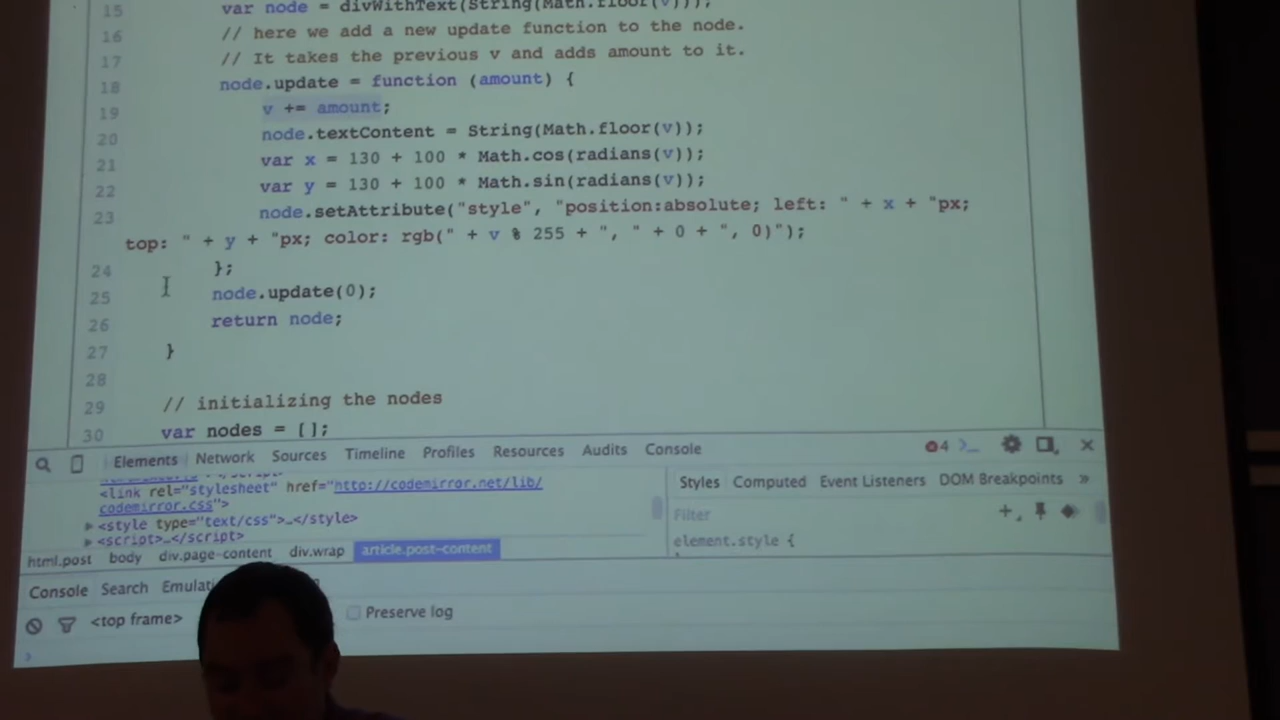 15 var node = divWithText(String(Math.floor(v)));
16 // here we add a new update function to the node.
17 // It takes the previous v and adds amount to it.
18 node.update = function (amount) {
19 v += amount;
20 node.textContent = String(Math.floor(v));
21 var x = 130 + 100 * Math.cos(radians(v));
22 var y = 130 + 100 * Math.sin(radians(v));
23 node.setAttribute("style", "position:absolute; left: " + x + "px;
top: " + y + "px; color: rgb(" + v % 255 + ", " + 0 + ", 0)");
24 };
25 node.update(0);
26 return node;
27 }
28
29 // initializing the nodes
30 var nodes = [];
Elements Network Sources Timeline Profiles Resources Audits Console 4
<link rel="stylesheet" href="http://codemirror.net/lib/
codemirror.css">
<style type="text/css">…</style>
<script>…</script>
html.post body div.page-content div.wrap article.post-content
Styles Computed Event Listeners DOM Breakpoints »
Filter
element.style {
Console Search Emulati
<top frame> Preserve log